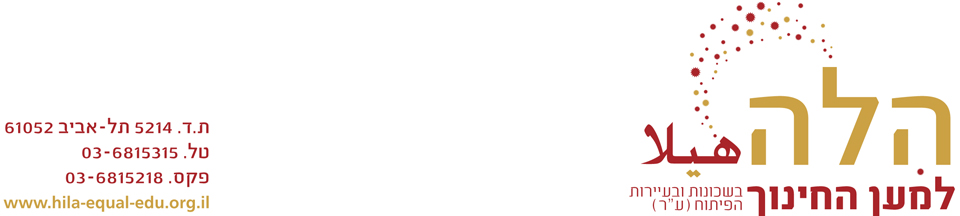 הלה هيلا
למען החינוך
בשכונות ובעיירות
הפיתוח (ע"ר)
ת.ד. 5214 תל-אביב 61052
טל. 03-6815315
פקס. 03-6815218
www.hila-equal-edu.org.il